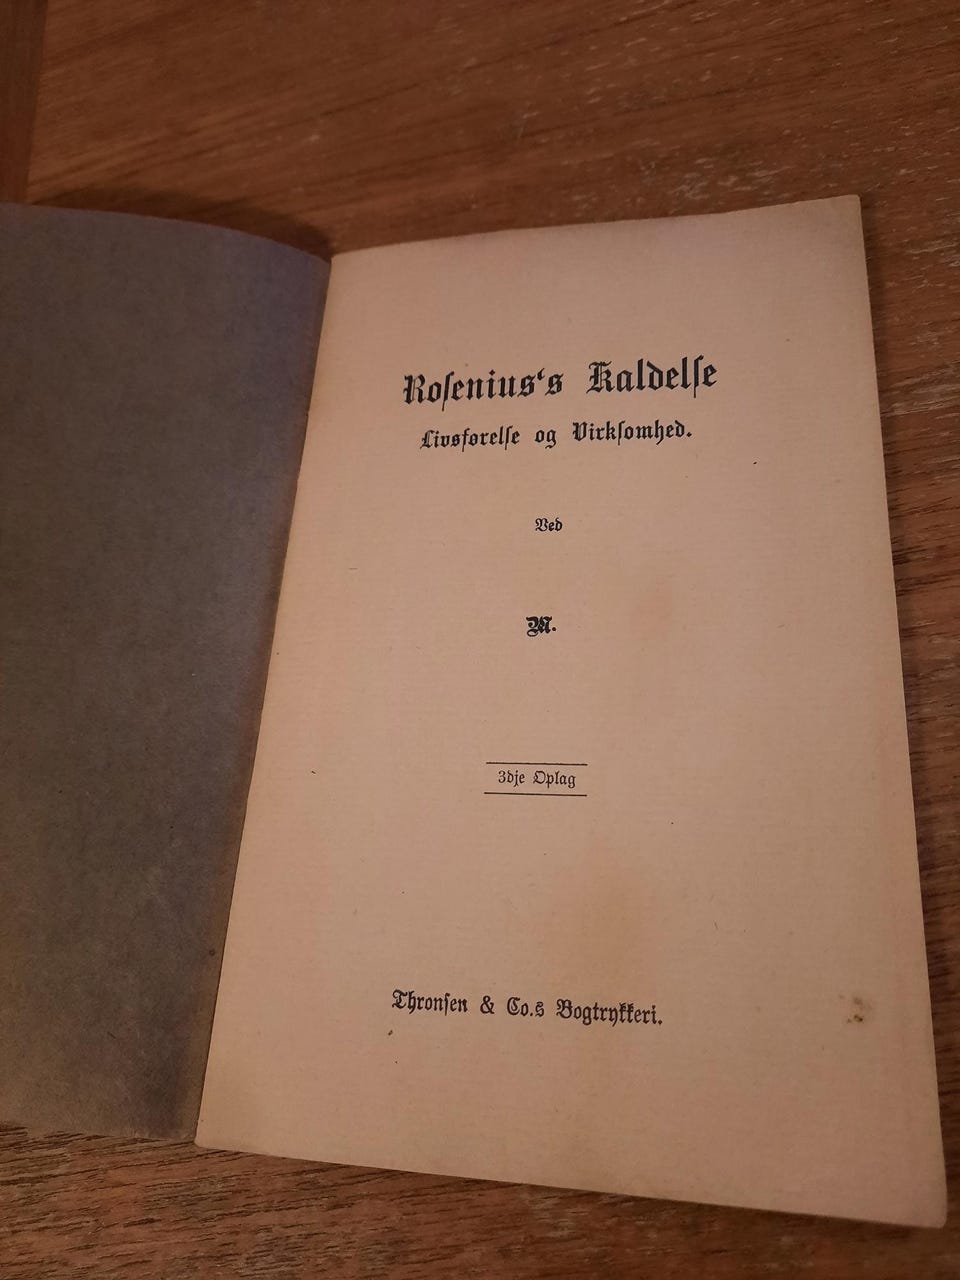 Rosenius‘s Kaldelse
Livsførelse og Virksomhed.
Ved
M.
3dje Oplag
Thronsen & Co.s Bogtrykkeri.